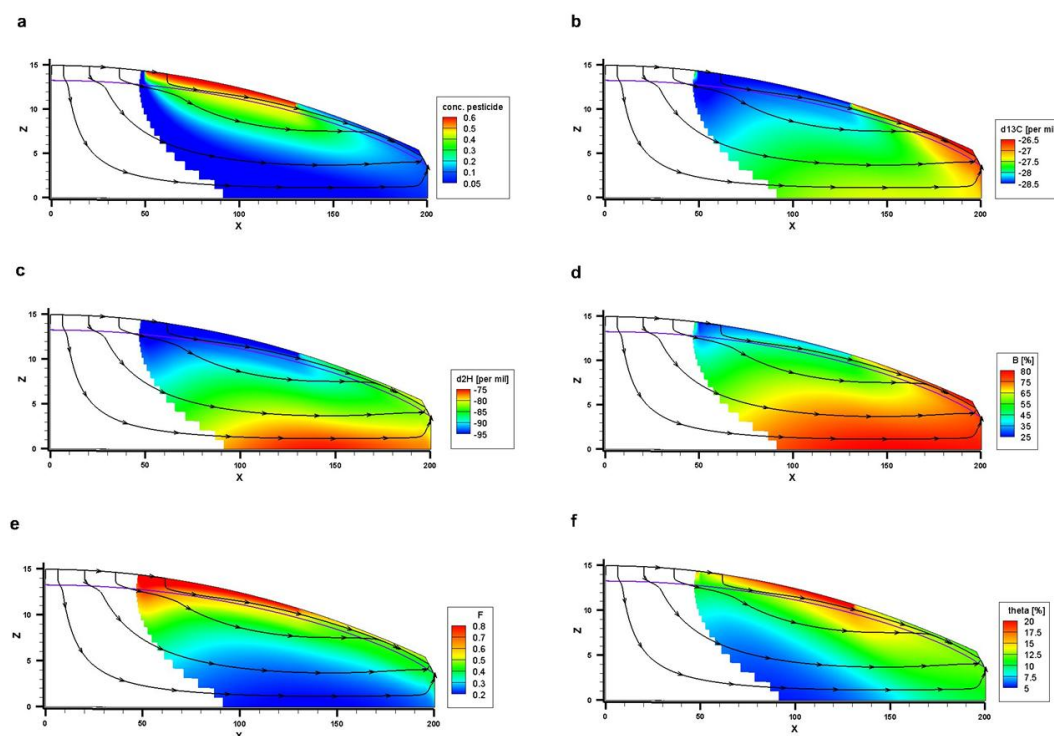 a
15
10
5
0
Z
0 50 100 150 200
X
conc. pesticide
0.6
0.5
0.4
0.3
0.2
0.1
0.05
b
15
10
5
0
Z
0 50 100 150 200
X
d13C [per mil
-26.5
-27
-27.5
-28
-28.5
c
15
10
5
0
Z
0 50 100 150 200
X
d2H [per mil]
-75
-80
-85
-90
-95
d
15
10
5
0
Z
0 50 100 150 200
X
B [%]
80
75
65
55
45
35
25
e
15
10
5
0
Z
0 50 100 150 200
X
F
0.8
0.7
0.6
0.5
0.4
0.3
0.2
f
15
10
5
0
Z
0 50 100 150 200
X
theta [%]
20
17.5
15
12.5
10
7.5
5